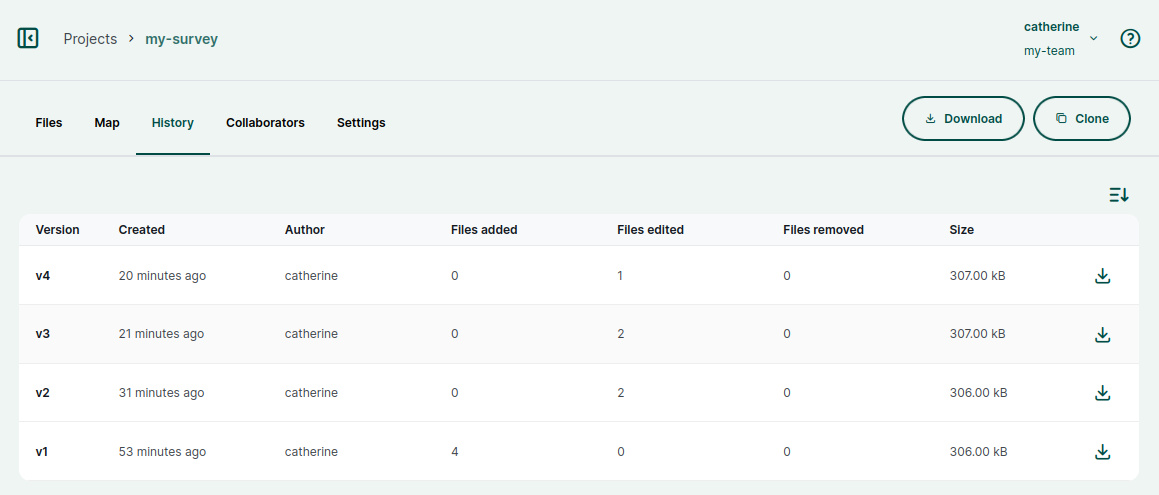 Projects > my-survey
catherine
my-team
Files Map History Collaborators Settings
Download Clone
Version Created Author Files added Files edited Files removed Size
v4 20 minutes ago catherine 0 1 0 307.00 kB
v3 21 minutes ago catherine 0 2 0 307.00 kB
v2 31 minutes ago catherine 0 2 0 306.00 kB
v1 53 minutes ago catherine 4 0 0 306.00 kB